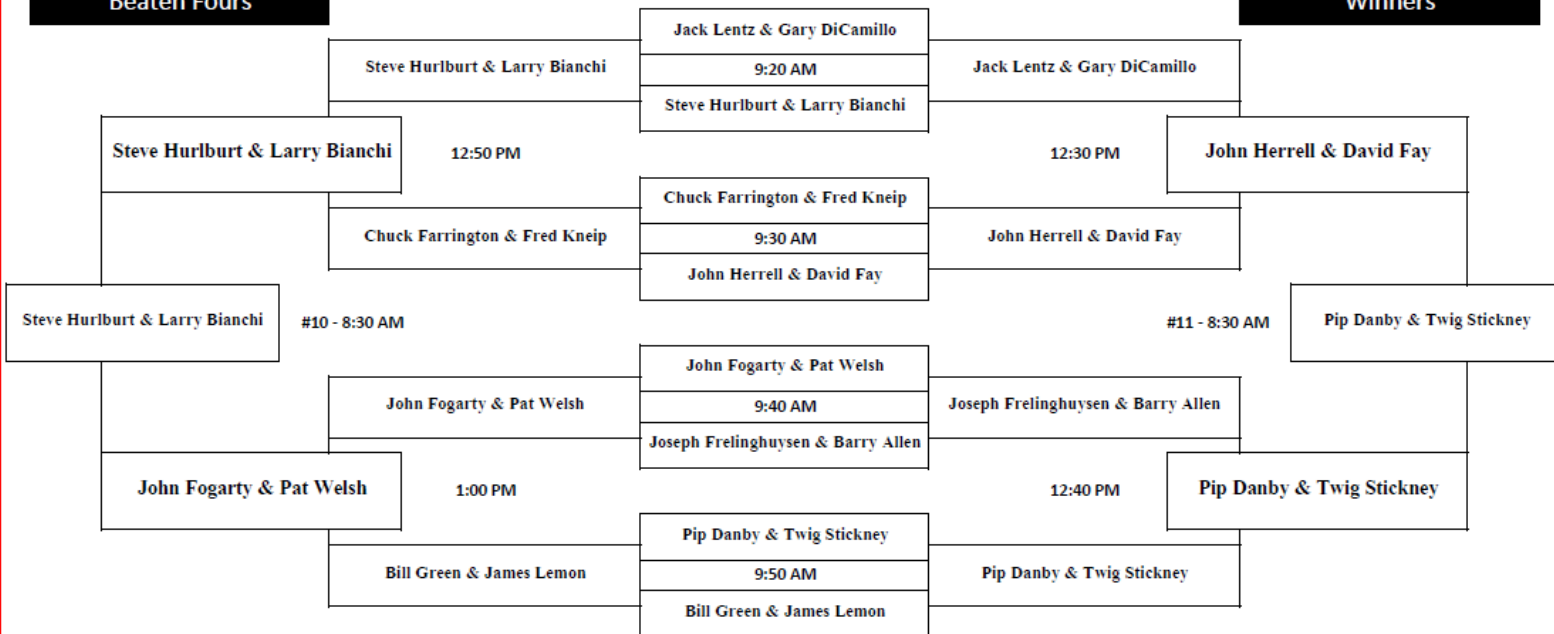 Beaten Fours
Winners
Jack Lentz & Gary DiCamillo
Steve Hurlburt & Larry Bianchi
9:20 AM
Jack Lentz & Gary DiCamillo
Steve Hurlburt & Larry Bianchi
Steve Hurlburt & Larry Bianchi
12:50 PM
12:30 PM
John Herrell & David Fay
Chuck Farrington & Fred Kneip
Chuck Farrington & Fred Kneip
9:30 AM
John Herrell & David Fay
John Herrell & David Fay
Steve Hurlburt & Larry Bianchi
#10 - 8:30 AM
#11 - 8:30 AM
Pip Danby & Twig Stickney
John Fogarty & Pat Welsh
John Fogarty & Pat Welsh
9:40 AM
Joseph Frelinghuysen & Barry Allen
Joseph Frelinghuysen & Barry Allen
John Fogarty & Pat Welsh
1:00 PM
12:40 PM
Pip Danby & Twig Stickney
Pip Danby & Twig Stickney
Bill Green & James Lemon
9:50 AM
Pip Danby & Twig Stickney
Bill Green & James Lemon